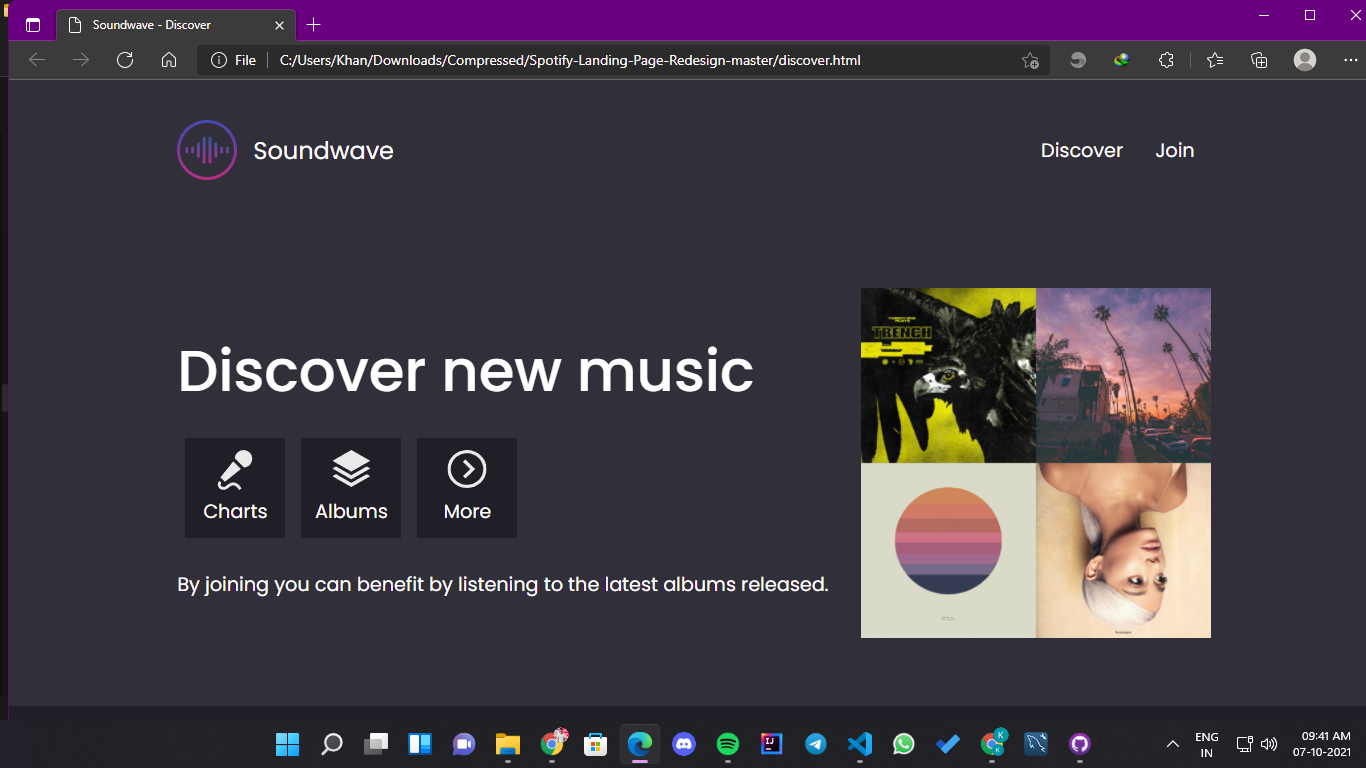 Soundwave - Discover
File
C:/Users/Khan/Downloads/Compressed/Spotify-Landing-Page-Redesign-master/discover.html
Soundwave
Discover
Join
TRENCH
Discover new music
Charts
Albums
More
By joining you can benefit by listening to the latest albums released.
ENG
IN
09:41 AM
07-10-2021